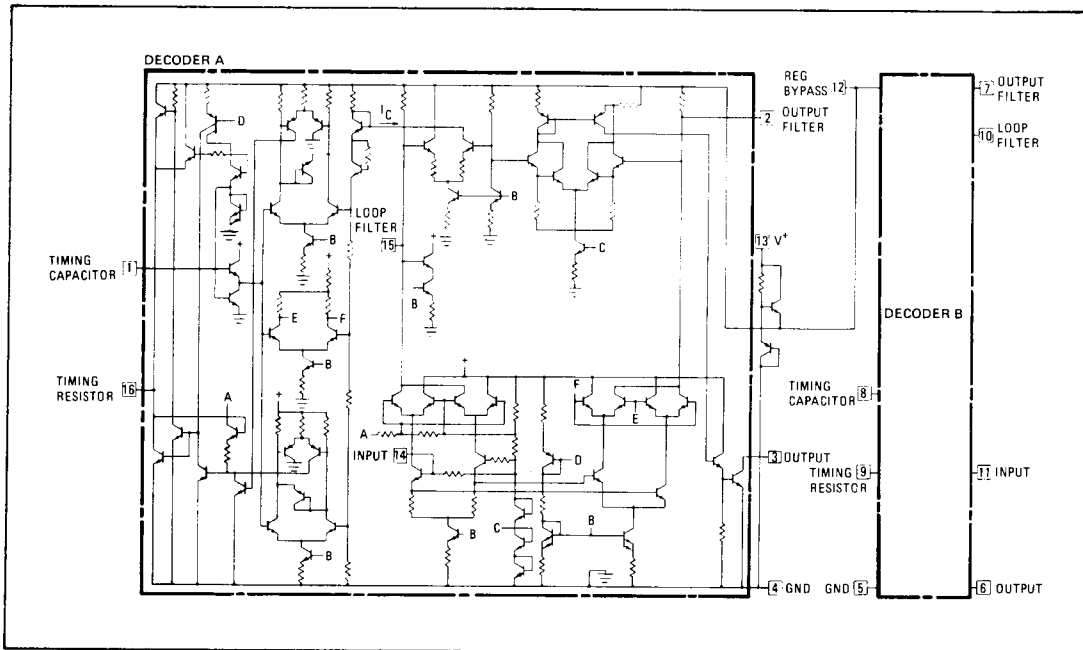 DECODER A
D
I C
B
C
LOOP
FILTER
15
B
+
+
+
B
E
F
B
A
+
B
TIMING
CAPACITOR
1
TIMING
RESISTOR
16
+
F
E
A
INPUT 14
D
C
B
B
REG
BYPASS 12
2 OUTPUT
FILTER
13 V+
3 OUTPUT
4 GND
GND 5
TIMING
CAPACITOR 8
9
TIMING
RESISTOR
DECODER B
7 OUTPUT
FILTER
10 LOOP
FILTER
11 INPUT
6 OUTPUT